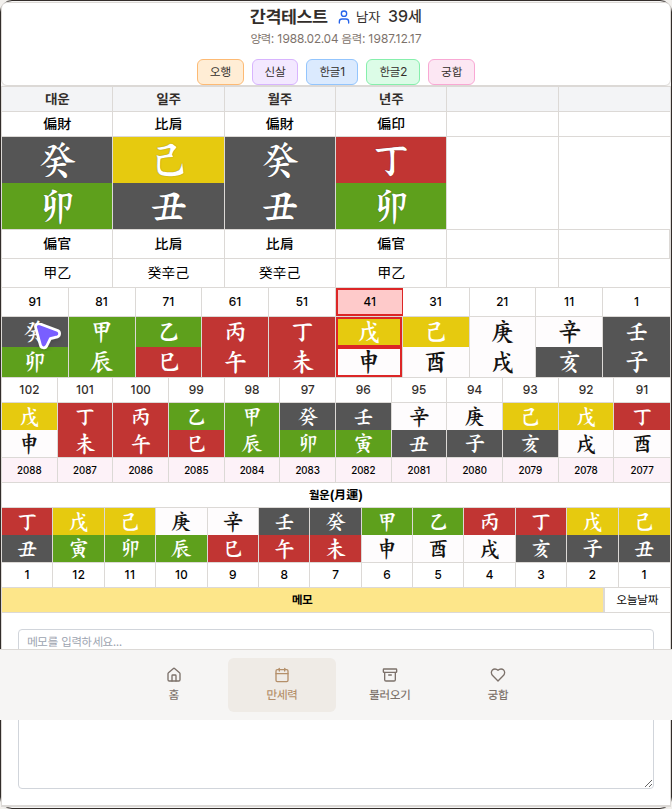 간격테스트 남자 39세
양력: 1988.02.04 음력: 1987.12.17
오행 신살 한글1 한글2 궁합
대운 일주 월주 년주
偏財 比肩 偏財 偏印
癸 己 癸 丁
卯 丑 丑 卯
偏官 比肩 比肩 偏官
甲乙 癸辛己 癸辛己 甲乙
91 81 71 61 51 41 31 21 11 1
癸 甲 乙 丙 丁 戊 己 庚 辛 壬
卯 辰 巳 午 未 申 酉 戌 亥 子
102 101 100 99 98 97 96 95 94 93 92 91
戊 丁 丙 乙 甲 癸 壬 辛 庚 己 戊 丁
申 未 午 巳 辰 卯 寅 丑 子 亥 戌 酉
2088 2087 2086 2085 2084 2083 2082 2081 2080 2079 2078 2077
월운(月運)
丁 戊 己 庚 辛 壬 癸 甲 乙 丙 丁 戊 己
丑 寅 卯 辰 巳 午 未 申 酉 戌 亥 子 丑
1 12 11 10 9 8 7 6 5 4 3 2 1
메모 오늘날짜
메모를 입력하세요...
홈 만세력 불러오기 궁합